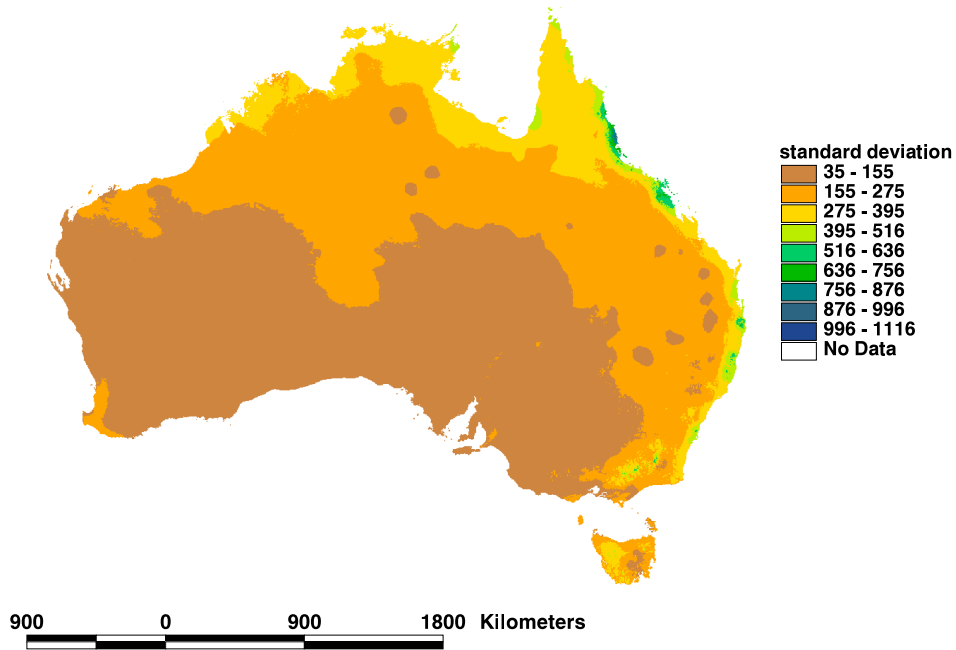 standard deviation
35 - 155
155 - 275
275 - 395
395 - 516
516 - 636
636 - 756
756 - 876
876 - 996
996 - 1116
No Data
900 0 900 1800 Kilometers